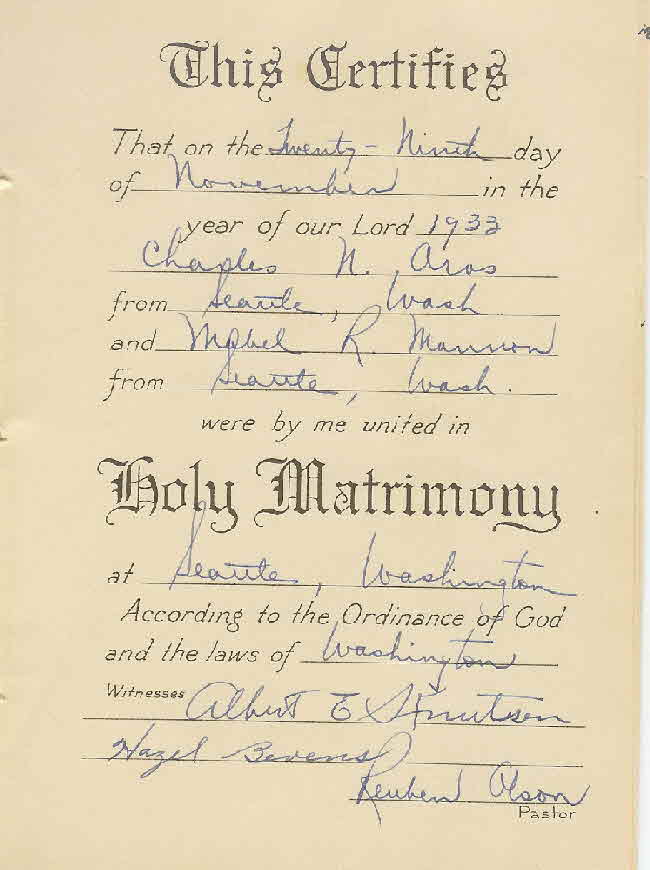 This Certifies
That on the Twenty-Ninth day
of November in the
year of our Lord 1933
Charles N. Aros
from Seattle, Wash
and Mabel R. Mannon
from Seattle, Wash.
were by me united in
Holy Matrimony
at Seattle, Washington
According to the Ordinance of God
and the laws of Washington
Witnesses Albert E
Hazel Bevens
Reuben Olson
Pastor